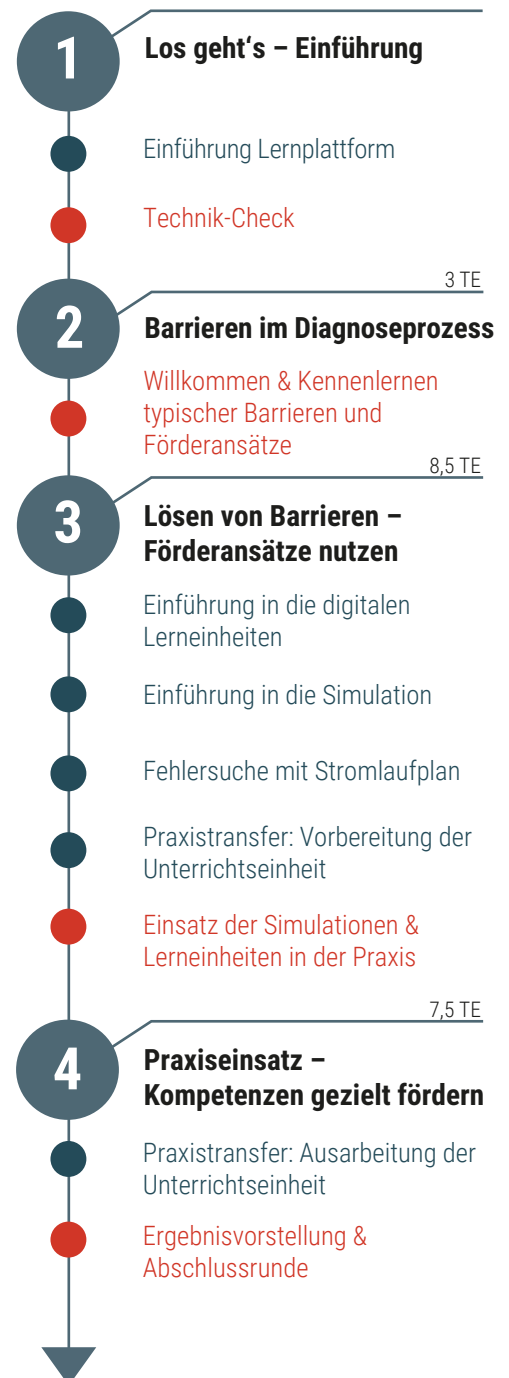 1
Los geht‘s – Einführung
Einführung Lernplattform
Technik-Check
3 TE
2
Barrieren im Diagnoseprozess
Willkommen & Kennenlernen
typischer Barrieren und
Förderansätze
8,5 TE
3
Lösen von Barrieren –
Förderansätze nutzen
Einführung in die digitalen
Lerneinheiten
Einführung in die Simulation
Fehlersuche mit Stromlaufplan
Praxistransfer: Vorbereitung der
Unterrichtseinheit
Einsatz der Simulationen &
Lerneinheiten in der Praxis
7,5 TE
4
Praxiseinsatz –
Kompetenzen gezielt fördern
Praxistransfer: Ausarbeitung der
Unterrichtseinheit
Ergebnisvorstellung &
Abschlussrunde